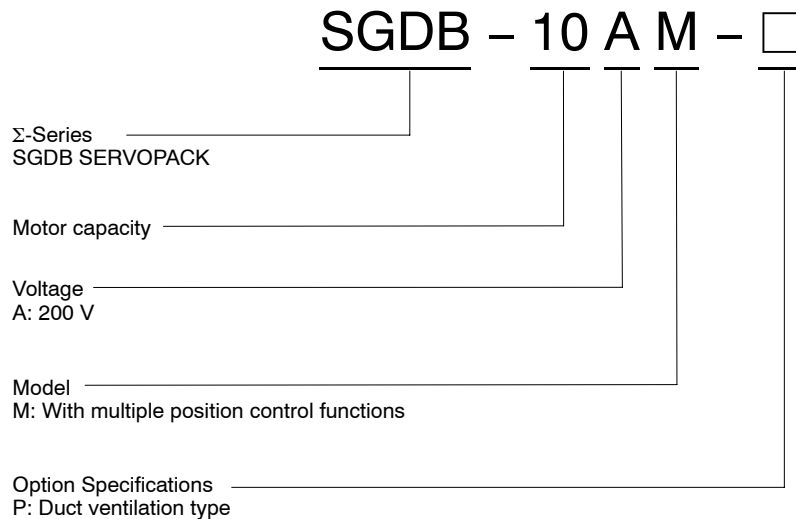 SGDB – 10 A M – □
Σ-Series
SGDB SERVOPACK
Motor capacity
Voltage
A: 200 V
Model
M: With multiple position control functions
Option Specifications
P: Duct ventilation type